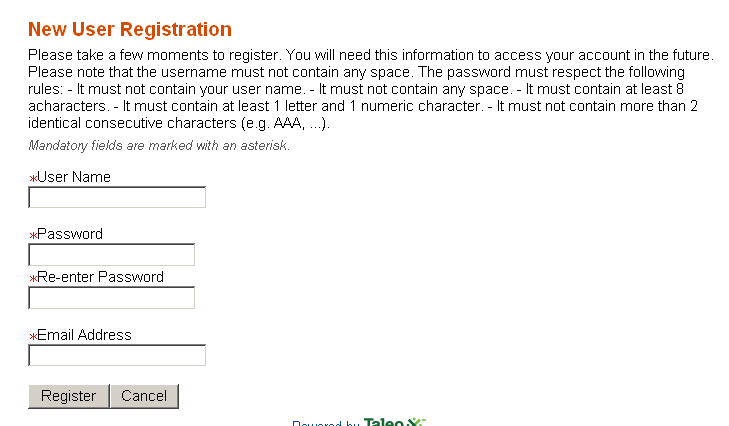 New User Registration
Please take a few moments to register. You will need this information to access your account in the future.
Please note that the username must not contain any space. The password must respect the following
rules: - It must not contain your user name. - It must not contain any space. - It must contain at least 8
acharacters. - It must contain at least 1 letter and 1 numeric character. - It must not contain more than 2
identical consecutive characters (e.g. AAA, ...).
Mandatory fields are marked with an asterisk.
*User Name
*Password
*Re-enter Password
*Email Address
Register Cancel
Powered by Taleo